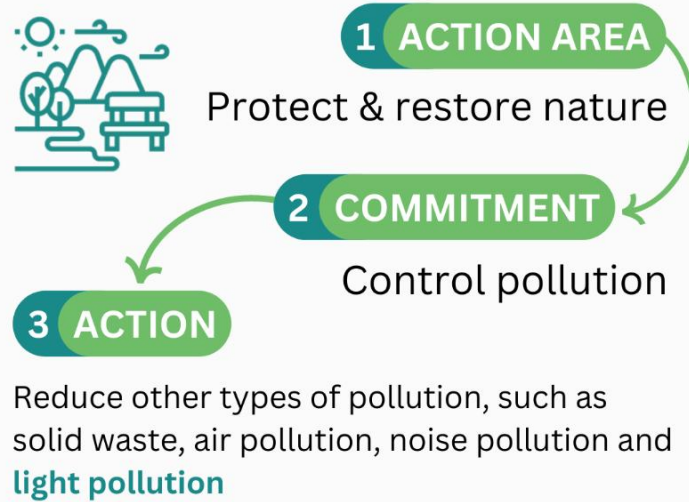 1 ACTION AREA
Protect & restore nature
2 COMMITMENT
Control pollution
3 ACTION
Reduce other types of pollution, such as
solid waste, air pollution, noise pollution and
light pollution